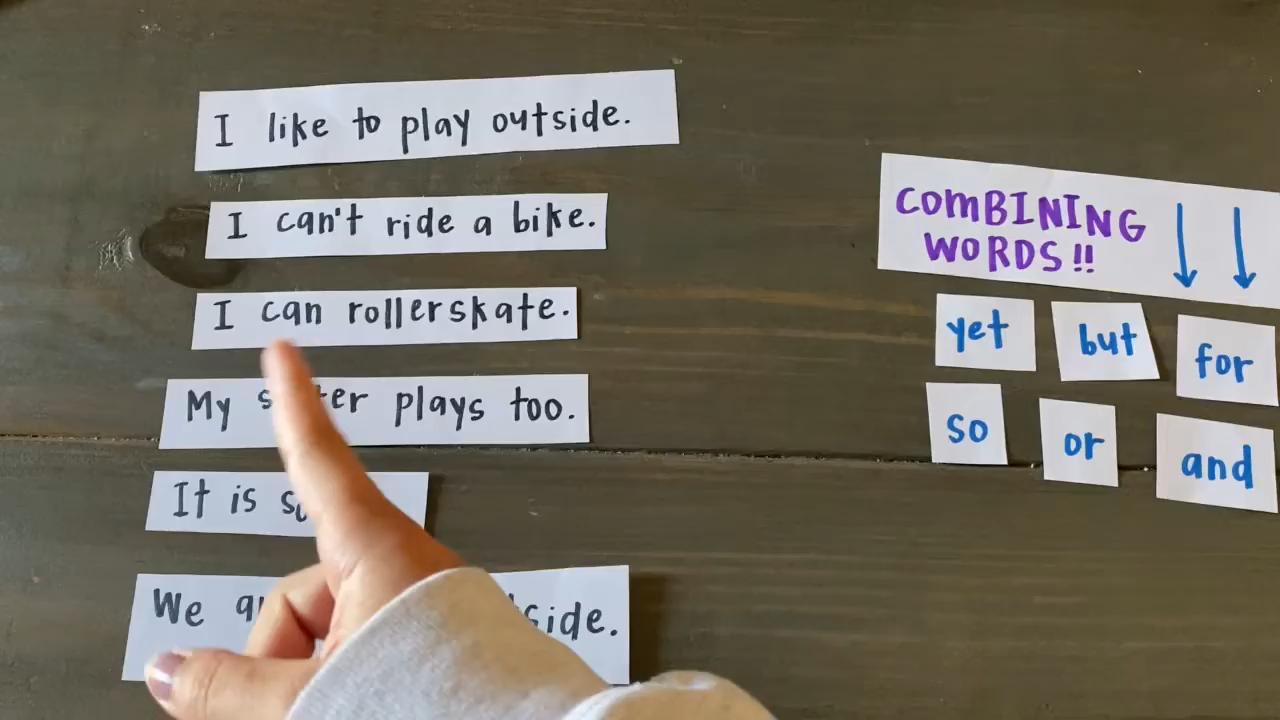 I like to play outside.
I can't ride a bike.
I can rollerskate.
My plays too.
It is
We side.
COMBINING
WORDS!!
yet but for
so or and